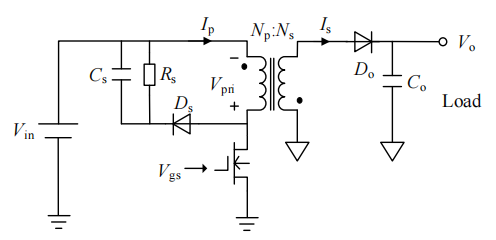 Ip Np:Ns Is
− Vo
Cs Rs Vpri Do Co
+ Load
Ds
Vin
Vgs